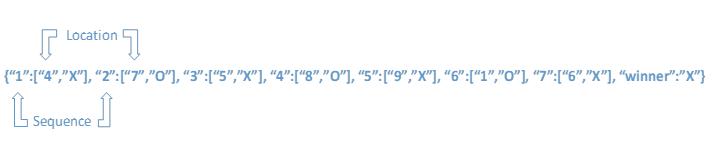 Location
{“1”:[“4”,”X”], “2”:[“7”,”O”], “3”:[“5”,”X”], “4”:[“8”,”O”], “5”:[“9”,”X”], “6”:[“1”,”O”], “7”:[“6”,”X”], “winner”:”X”}
Sequence